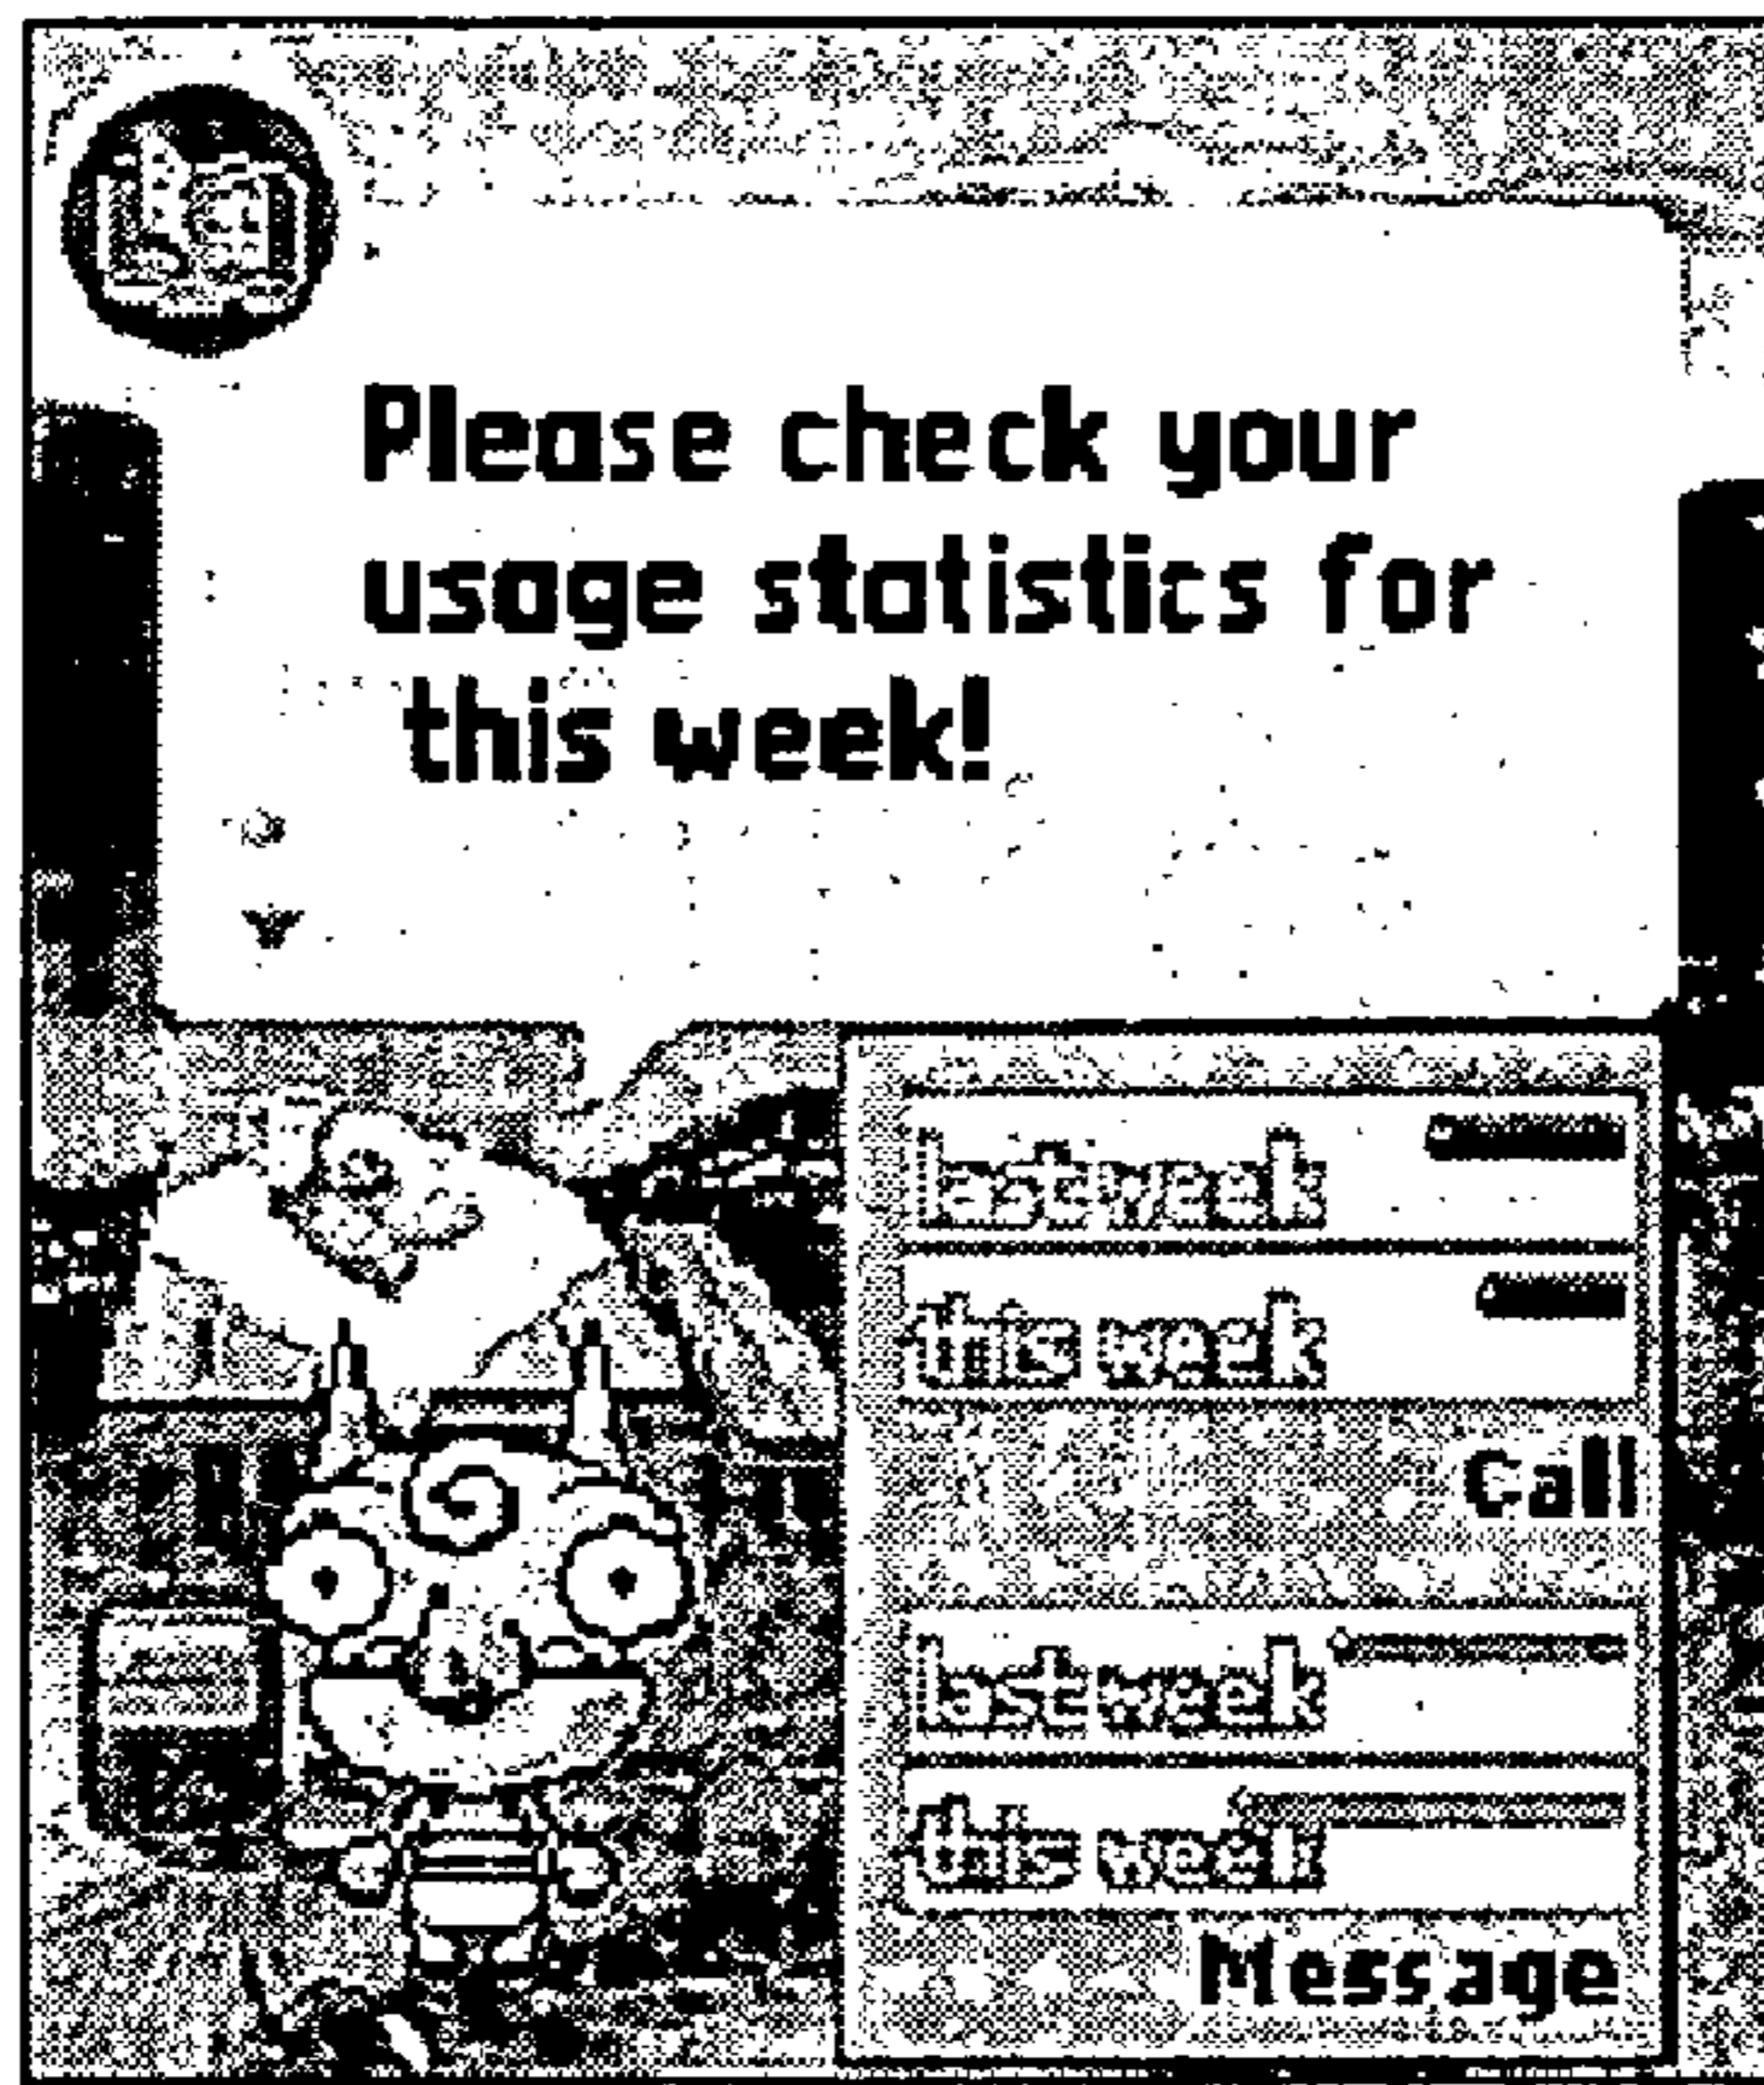 Please check your
usage statistics for
this week!
last week
this week
Call
last week
this week
Message